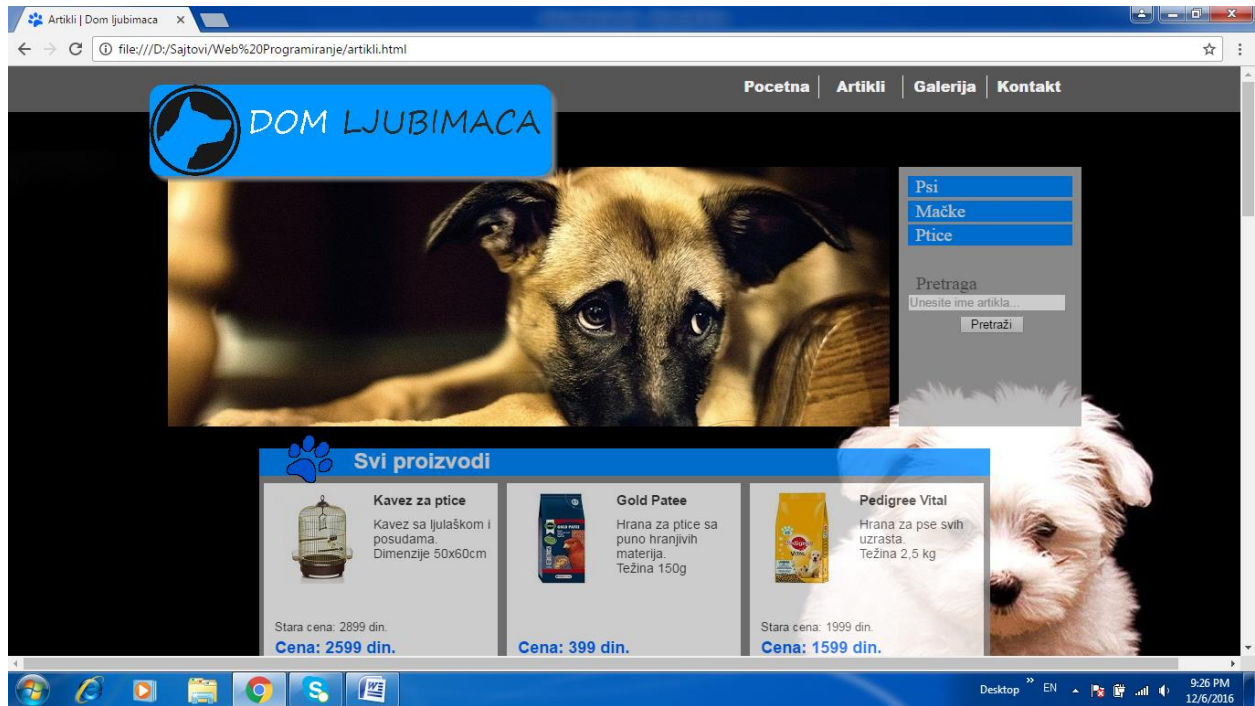 Artikli | Dom ljubimaca
file:///D:/Sajtovi/Web%20Programiranje/artikli.html
Pocetna
Artikli
Galerija
Kontakt
DOM LJUBIMACA
Psi
Mačke
Ptice
Pretraga
Unesite ime artikla...
Pretraži
Svi proizvodi
Kavez za ptice
Kavez sa ljulaškom i
posudama.
Dimenzije 50x60cm
Stara cena: 2899 din.
Cena: 2599 din.
GOLD PATEE
Gold Patee
Hrana za ptice sa
puno hranjivih
materija.
Težina 150g
Cena: 399 din.
Pedigree
VITAL
Pedigree Vital
Hrana za pse svih
uzrasta.
Težina 2,5 kg
Stara cena: 1999 din.
Cena: 1599 din.
Desktop
EN
9:26 PM
12/6/2016